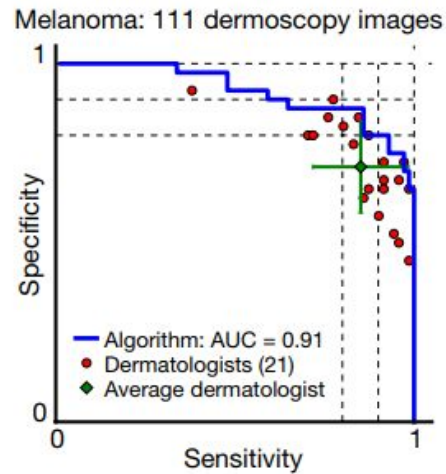 Melanoma: 111 dermoscopy images
1
Specificity
Algorithm: AUC = 0.91
Dermatologists (21)
Average dermatologist
0
0
1
Sensitivity